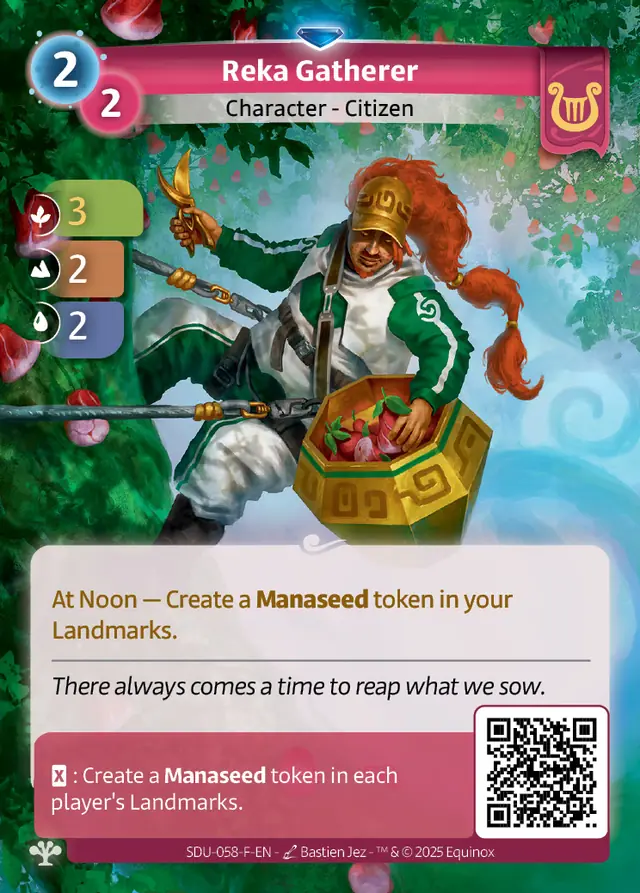 2
Reka Gatherer
2
Character - Citizen
3
2
2
At Noon — Create a Manaseed token in your
Landmarks.
There always comes a time to reap what we sow.
X : Create a Manaseed token in each
player's Landmarks.
SDU-058-F-EN - Bastien Jez - ™ & © 2025 Equinox